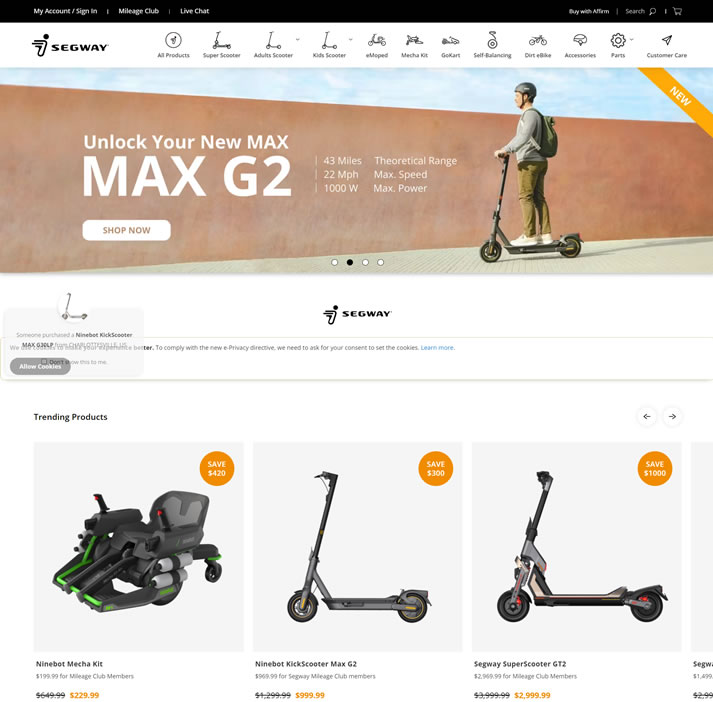 My Account / Sign In | Mileage Club | Live Chat
Buy with Affirm | Search |
SEGWAY
All Products Super Scooter Adults Scooter Kids Scooter eMoped Mecha Kit GoKart Self-Balancing Dirt eBike Accessories Parts Customer Care
NEW
Unlock Your New MAX
MAX G2
43 Miles Theoretical Range
22 Mph Max. Speed
1000 W Max. Power
SHOP NOW
SEGWAY
Someone purchased a Ninebot KickScooter
MAX G30LP from CHARLOTTESVILLE, US
We use cookies to make your experience better. To comply with the new e-Privacy directive, we need to ask for your consent to set the cookies. Learn more.
Don't show this to me.
Allow Cookies
Trending Products
SAVE
$420
SAVE
$300
SAVE
$1000
Ninebot Mecha Kit
$199.99 for Mileage Club Members
$649.99 $229.99
Ninebot KickScooter Max G2
$969.99 for Segway Mileage Club members
$1,299.99 $999.99
Segway SuperScooter GT2
$2,969.99 for Mileage Club Members
$3,999.99 $2,999.99
Segwa
$1,499.
$2,99